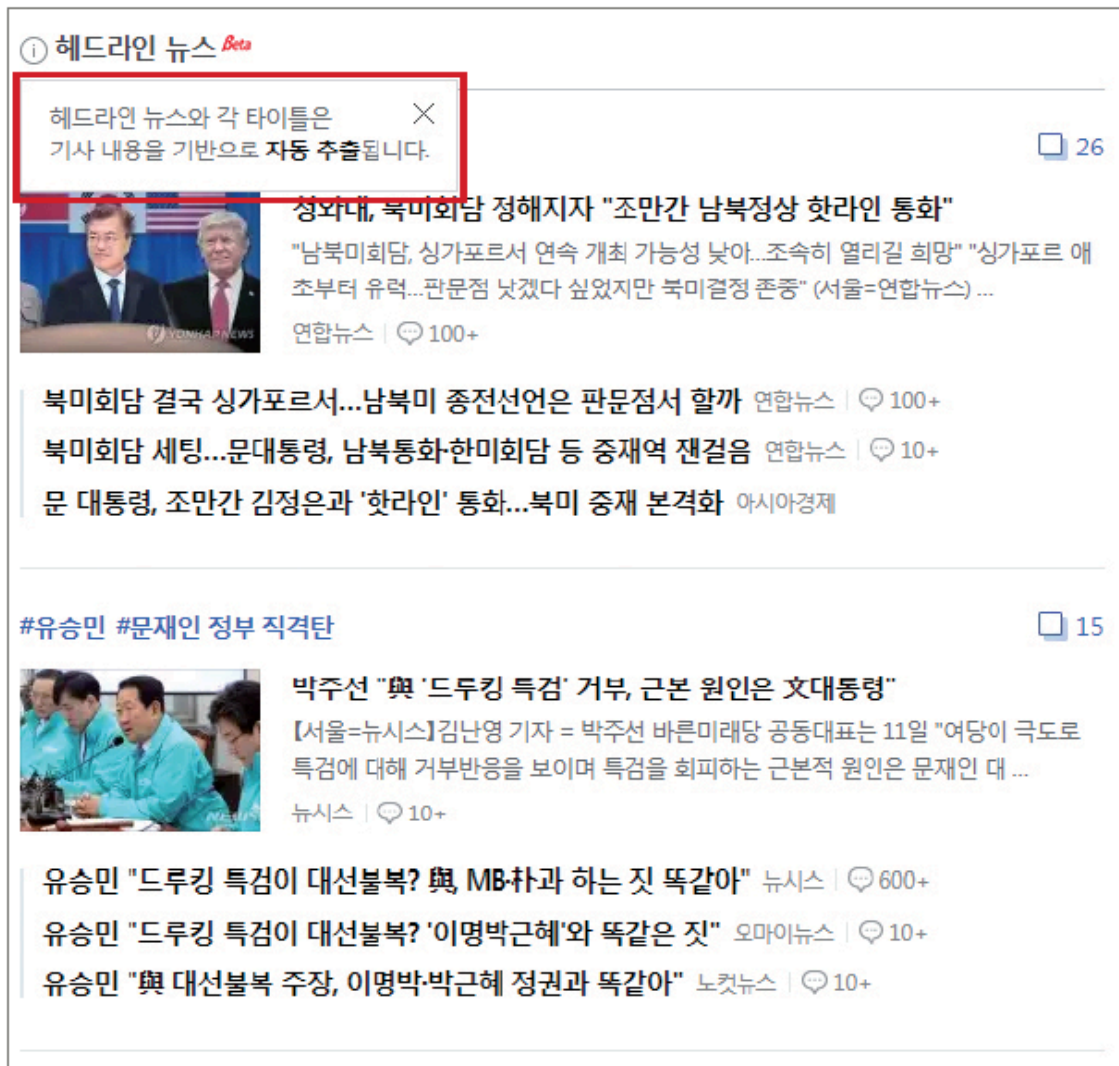 ⓘ 헤드라인 뉴스 Beta
헤드라인 뉴스와 각 타이틀은
기사 내용을 기반으로 자동 추출됩니다.
26
청와대, 북미회담 정해지자 "조만간 남북정상 핫라인 통화"
"남북미회담, 싱가포르서 연속 개최 가능성 낮아...조속히 열리길 희망" "싱가포르 애
초부터 유력...판문점 낫겠다 싶었지만 북미결정 존중" (서울=연합뉴스) ...
YONHAP NEWS
연합뉴스 | 100+
북미회담 결국 싱가포르서...남북미 종전선언은 판문점서 할까 연합뉴스 | 100+
북미회담 세팅...문대통령, 남북통화·한미회담 등 중재역 잰걸음 연합뉴스 | 10+
문 대통령, 조만간 김정은과 '핫라인' 통화...북미 중재 본격화 아시아경제
#유승민 #문재인 정부 직격탄 15
박주선 "與 '드루킹 특검' 거부, 근본 원인은 文대통령"
【서울=뉴시스】김난영 기자 = 박주선 바른미래당 공동대표는 11일 "여당이 극도로
특검에 대해 거부반응을 보이며 특검을 회피하는 근본적 원인은 문재인 대 ...
뉴시스 | 10+
유승민 "드루킹 특검이 대선불복? 與, MB·朴과 하는 짓 똑같아" 뉴시스 | 600+
유승민 "드루킹 특검이 대선불복? '이명박근혜'와 똑같은 짓" 오마이뉴스 | 10+
유승민 "與 대선불복 주장, 이명박·박근혜 정권과 똑같아" 노컷뉴스 | 10+